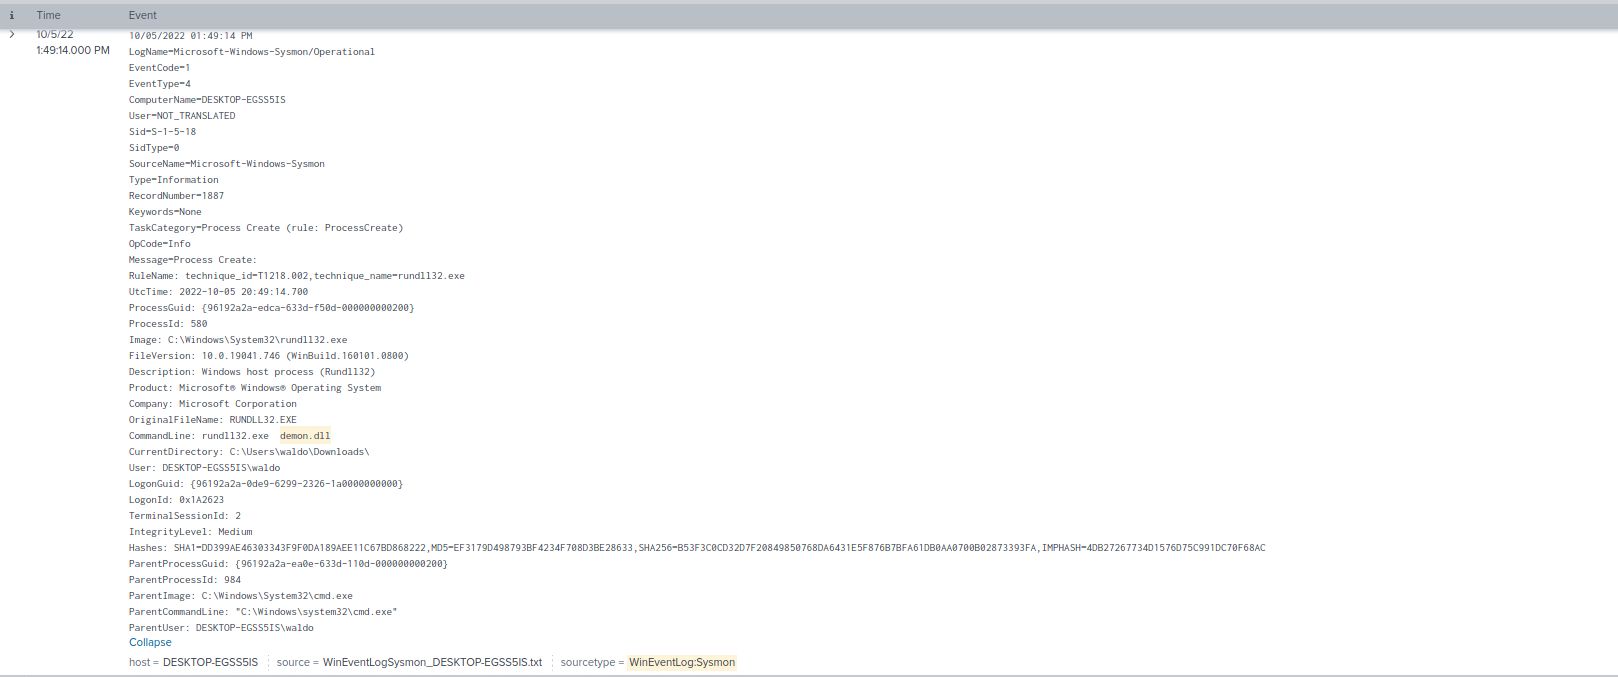 i Time Event
10/5/22 10/05/2022 01:49:14 PM
1:49:14.000 PM LogName=Microsoft-Windows-Sysmon/Operational
EventCode=1
EventType=4
ComputerName=DESKTOP-EGSS5IS
User=NOT_TRANSLATED
Sid=S-1-5-18
SidType=0
SourceName=Microsoft-Windows-Sysmon
Type=Information
RecordNumber=1887
Keywords=None
TaskCategory=Process Create (rule: ProcessCreate)
OpCode=Info
Message=Process Create:
RuleName: technique_id=T1218.002,technique_name=rundll32.exe
UtcTime: 2022-10-05 20:49:14.700
ProcessGuid: {96192a2a-edca-633d-f50d-000000000200}
ProcessId: 580
Image: C:\Windows\System32\rundll32.exe
FileVersion: 10.0.19041.746 (WinBuild.160101.0800)
Description: Windows host process (Rundll32)
Product: Microsoft® Windows® Operating System
Company: Microsoft Corporation
OriginalFileName: RUNDLL32.EXE
CommandLine: rundll32.exe  demon.dll
CurrentDirectory: C:\Users\waldo\Downloads\
User: DESKTOP-EGSS5IS\waldo
LogonGuid: {96192a2a-0de9-6299-2326-1a0000000000}
LogonId: 0x1A2623
TerminalSessionId: 2
IntegrityLevel: Medium
Hashes: SHA1=DD399AE46303343F9F0DA189AEE11C67BD868222,MD5=EF3179D498793BF4234F708D3BE28633,SHA256=B53F3C0CD32D7F20849850768DA6431E5F876B7BFA61DB0AA0700B02873393FA,IMPHASH=4DB27267734D1576D75C991DC70F68AC
ParentProcessGuid: {96192a2a-ea0e-633d-110d-000000000200}
ParentProcessId: 984
ParentImage: C:\Windows\System32\cmd.exe
ParentCommandLine: "C:\Windows\system32\cmd.exe"
ParentUser: DESKTOP-EGSS5IS\waldo
Collapse
host = DESKTOP-EGSS5IS source = WinEventLogSysmon_DESKTOP-EGSS5IS.txt sourcetype = WinEventLog:Sysmon